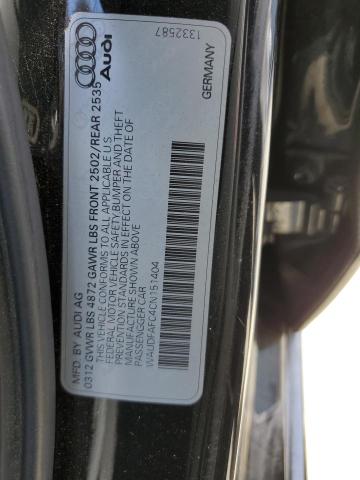 Audi
1332587
GERMANY
MFD. BY AUDI AG
0312 GVWR LBS 4872 GAWR LBS FRONT 2502/REAR 2535
THIS VEHICLE CONFORMS TO ALL APPLICABLE U S
FEDERAL MOTOR VEHICLE SAFETY, BUMPER AND THEFT
STANDARDS IN EFFECT ON THE DATE OF
MANUFACTURE SHOWN ABOVE
PASSENGER CAR
WAUDFAFC4CN151404